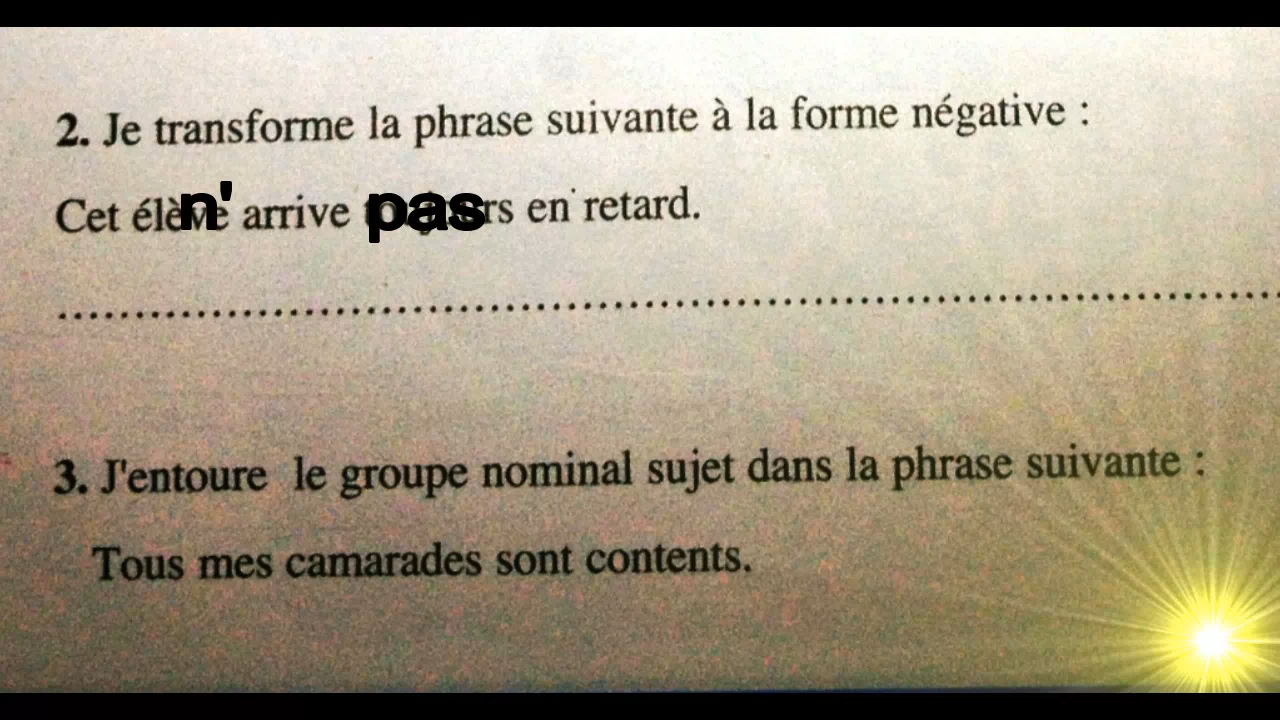 2. Je transforme la phrase suivante à la forme négative :
Cet élève n' arrive pas en retard.
3. J'entoure le groupe nominal sujet dans la phrase suivante :
Tous mes camarades sont contents.